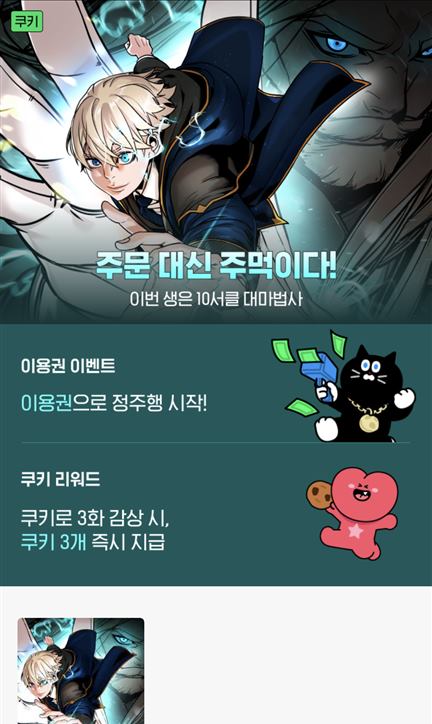 쿠키
주문 대신 주먹이다!
이번 생은 10서클 대마법사
이용권 이벤트
이용권으로 정주행 시작!
쿠키 리워드
쿠키로 3화 감상 시,
쿠키 3개 즉시 지급